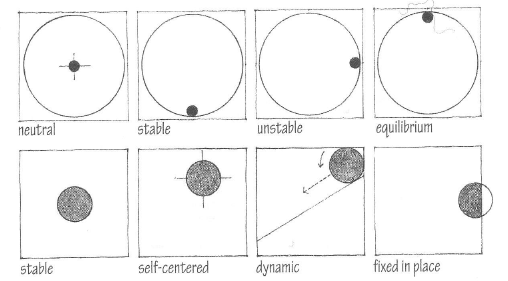 neutral
stable
unstable
equilibrium
stable
self-centered
dynamic
fixed in place